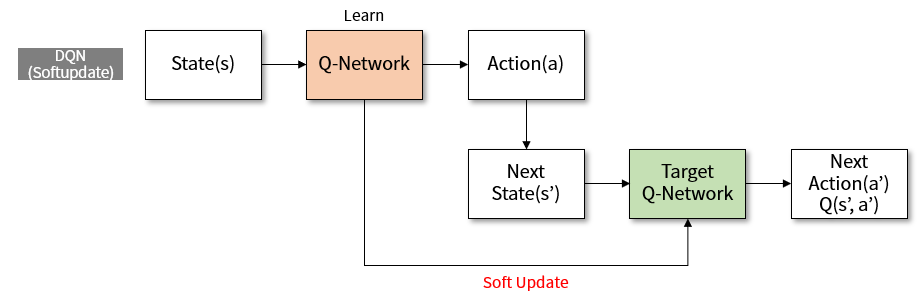 Learn
DQN
(Softupdate)
State(s)
Q-Network
Action(a)
Next
State(s’)
Target
Q-Network
Next
Action(a’)
Q(s’, a’)
Soft Update